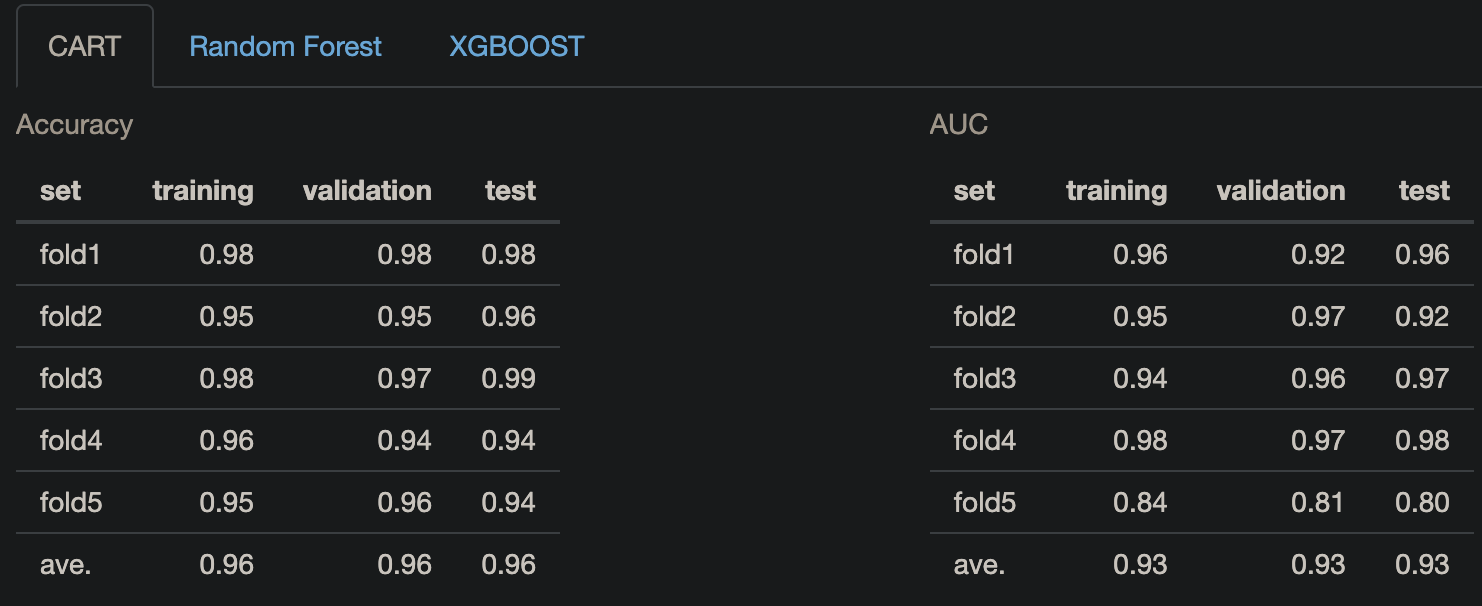 CART Random Forest XGBOOST
Accuracy
set training validation test
fold1 0.98 0.98 0.98
fold2 0.95 0.95 0.96
fold3 0.98 0.97 0.99
fold4 0.96 0.94 0.94
fold5 0.95 0.96 0.94
ave. 0.96 0.96 0.96
AUC
set training validation test
fold1 0.96 0.92 0.96
fold2 0.95 0.97 0.92
fold3 0.94 0.96 0.97
fold4 0.98 0.97 0.98
fold5 0.84 0.81 0.80
ave. 0.93 0.93 0.93